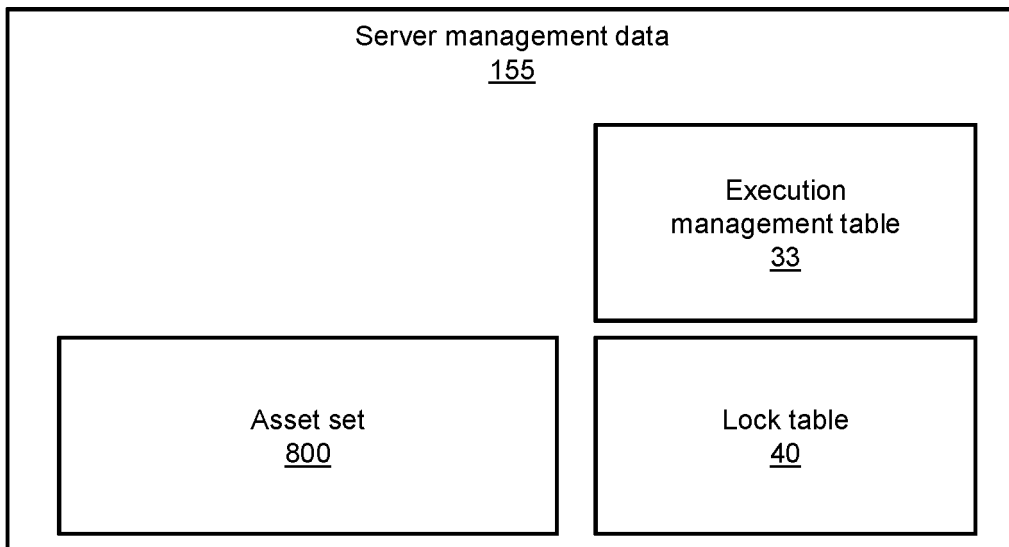 Server management data
155
Execution
management table
33
Asset set
800
Lock table
40